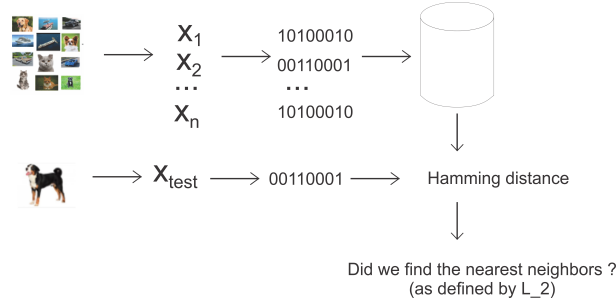 x1 10100010
x2 00110001
... ...
xn 10100010
xtest 00110001 Hamming distance
Did we find the nearest neighbors ?
(as defined by L_2)